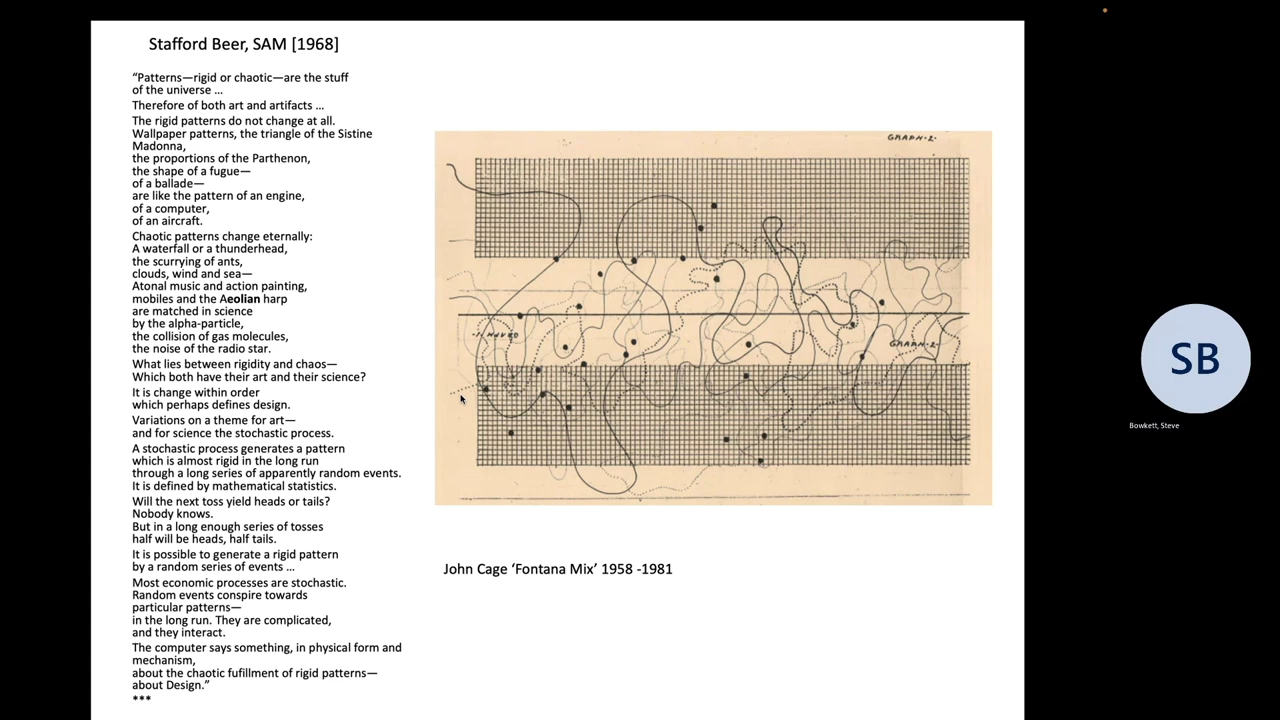 Stafford Beer, SAM [1968]
“Patterns—rigid or chaotic—are the stuff
of the universe …
Therefore of both art and artifacts …
The rigid patterns do not change at all.
Wallpaper patterns, the triangle of the Sistine
Madonna,
the proportions of the Parthenon,
the shape of a fugue—
of a ballade—
are like the pattern of an engine,
of a computer,
of an aircraft.
Chaotic patterns change eternally:
A waterfall or a thunderhead,
the scurrying of ants,
clouds, wind and sea—
Atonal music and action painting,
mobiles and the Aeolian harp
are matched in science
by the alpha-particle,
the collision of gas molecules,
the noise of the radio star.
What lies between rigidity and chaos—
Which both have their art and their science?
It is change within order
which perhaps defines design.
Variations on a theme for art—
and for science the stochastic process.
A stochastic process generates a pattern
which is almost rigid in the long run
through a long series of apparently random events.
It is defined by mathematical statistics.
Will the next toss yield heads or tails?
Nobody knows.
But in a long enough series of tosses
half will be heads, half tails.
It is possible to generate a rigid pattern
by a random series of events …
Most economic processes are stochastic.
Random events conspire towards
particular patterns—
in the long run. They are complicated,
and they interact.
The computer says something, in physical form and
mechanism,
about the chaotic fufillment of rigid patterns—
about Design.”
***
GRAPH·2·
GRAPH·1·
GRAPH·2·
John Cage ‘Fontana Mix’ 1958 -1981
SB
Bowkett, Steve